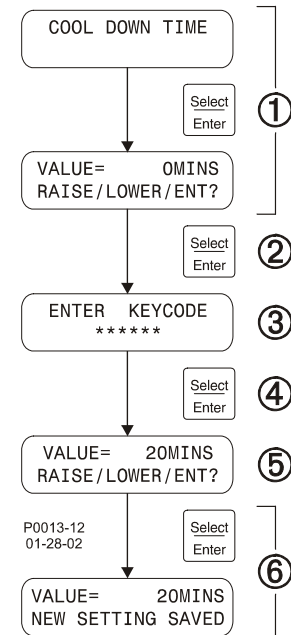 COOL DOWN TIME
Select
Enter
1
VALUE= 0MINS
RAISE/LOWER/ENT?
Select
Enter
2
ENTER KEYCODE
******
3
Select
Enter
4
VALUE= 20MINS
RAISE/LOWER/ENT?
5
P0013-12
01-28-02
Select
Enter
6
VALUE= 20MINS
NEW SETTING SAVED